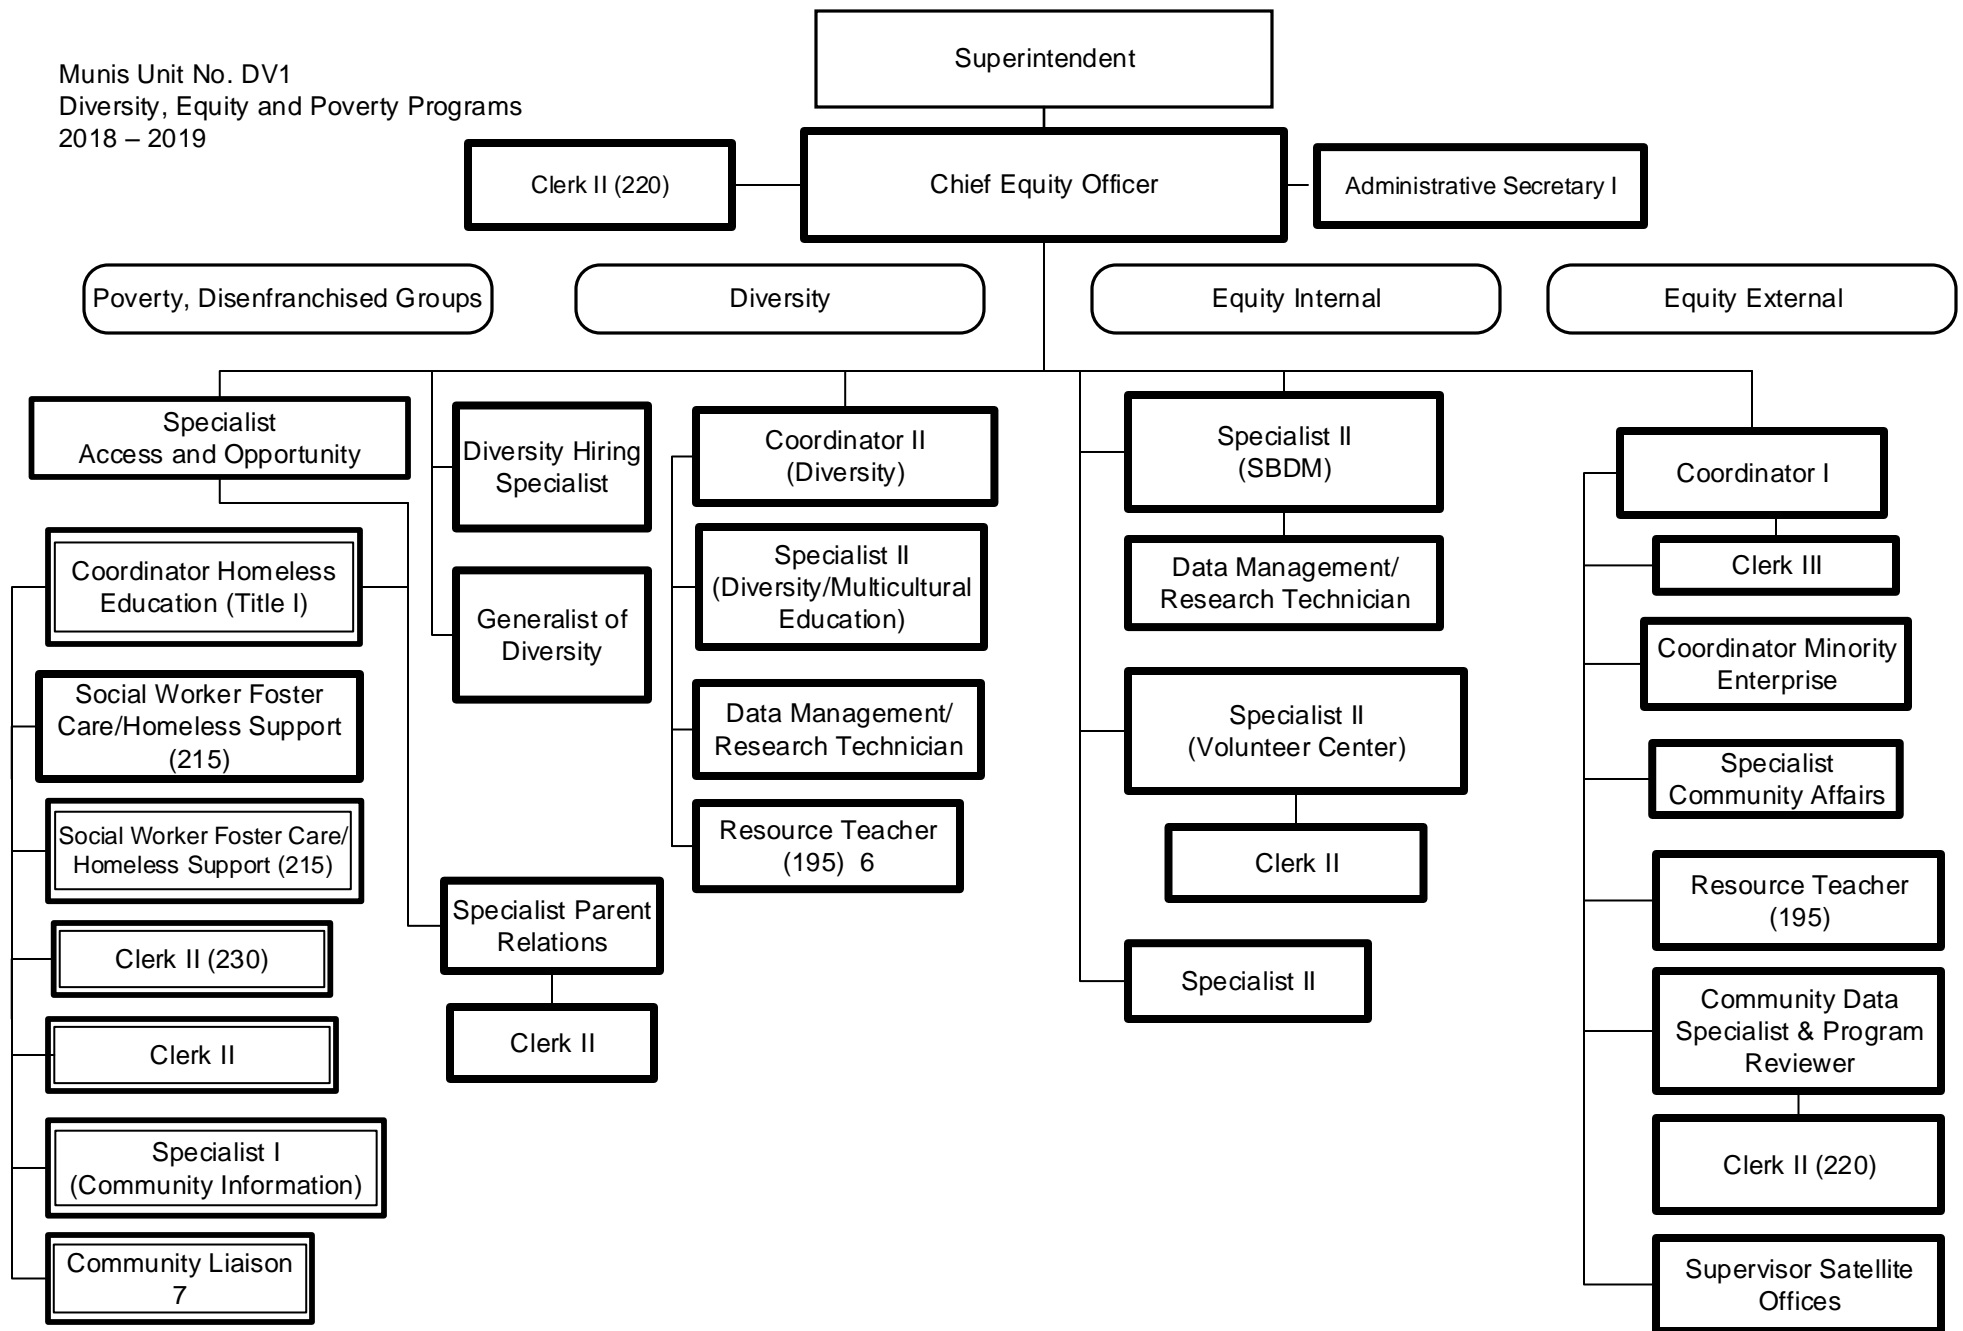 Munis Unit No. DV1
Diversity, Equity and Poverty Programs
2018 – 2019
Superintendent
Clerk II (220)
Chief Equity Officer
Administrative Secretary I
Poverty, Disenfranchised Groups
Diversity
Equity Internal
Equity External
Specialist
Access and Opportunity
Coordinator Homeless
Education (Title I)
Social Worker Foster
Care/Homeless Support
(215)
Social Worker Foster Care/
Homeless Support (215)
Clerk II (230)
Clerk II
Specialist I
(Community Information)
Community Liaison
7
Diversity Hiring
Specialist
Generalist of
Diversity
Specialist Parent
Relations
Clerk II
Coordinator II
(Diversity)
Specialist II
(Diversity/Multicultural
Education)
Data Management/
Research Technician
Resource Teacher
(195)  6
Specialist II
(SBDM)
Data Management/
Research Technician
Specialist II
(Volunteer Center)
Clerk II
Specialist II
Coordinator I
Clerk III
Coordinator Minority
Enterprise
Specialist
Community Affairs
Resource Teacher
(195)
Community Data
Specialist & Program
Reviewer
Clerk II (220)
Supervisor Satellite
Offices